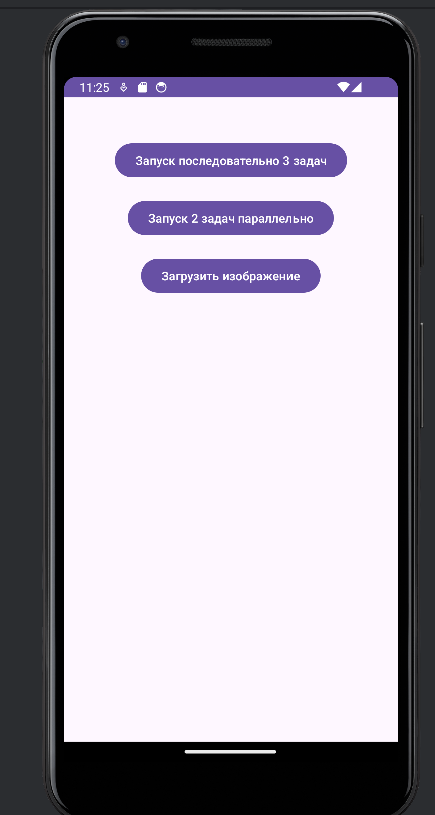 11:25
Запуск последовательно 3 задач
Запуск 2 задач параллельно
Загрузить изображение